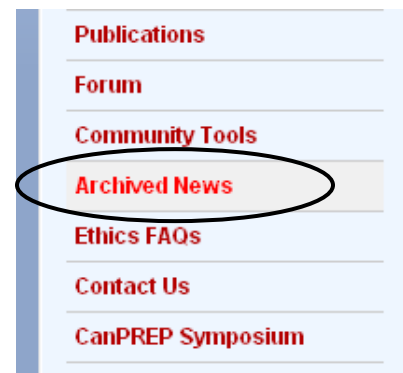 Publications
Forum
Community Tools
Archived News
Ethics FAQs
Contact Us
CanPREP Symposium